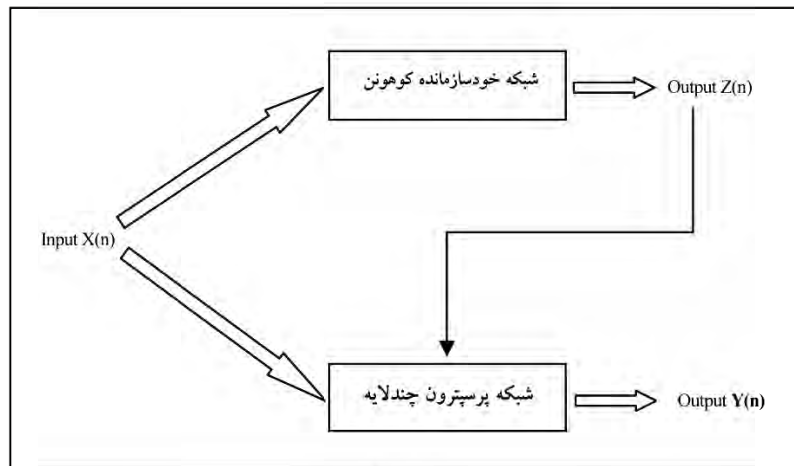 شبکه خودسازمانده کوهونن
Output Z(n)
Input X(n)
شبکه پرسپترون چندلایه
Output Y(n)